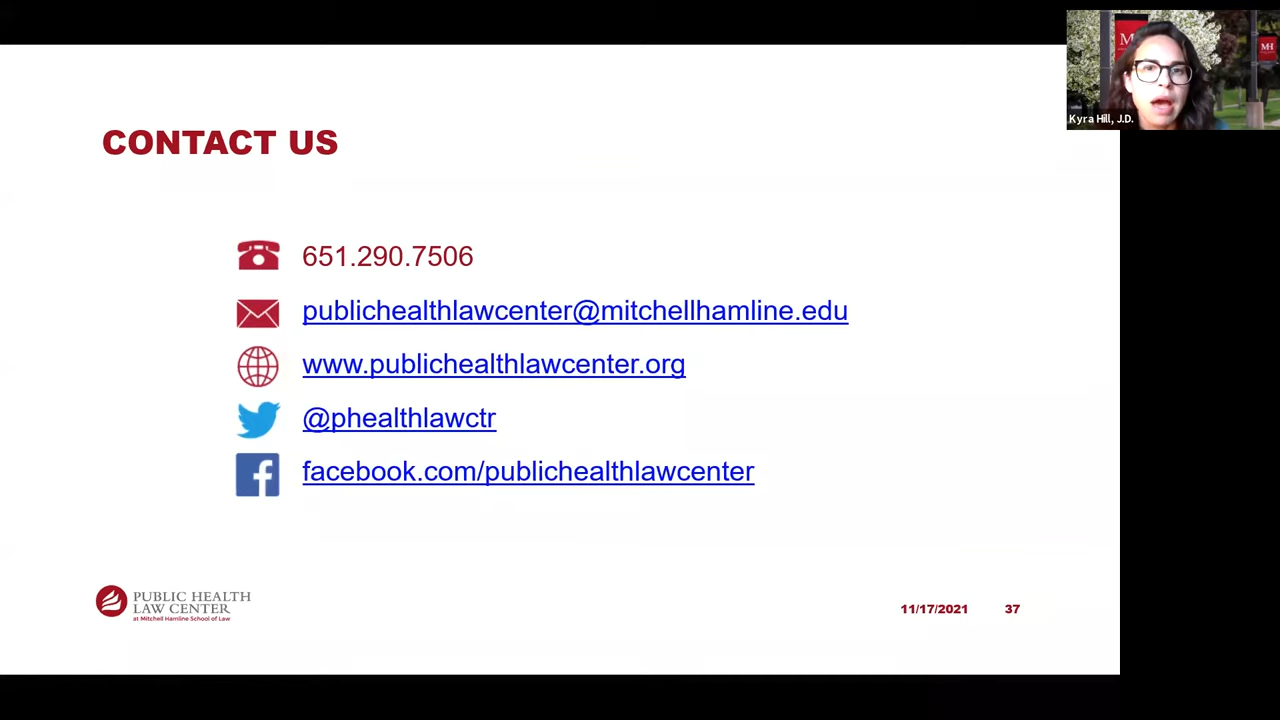 CONTACT US
651.290.7506
publichealthlawcenter@mitchellhamline.edu
www.publichealthlawcenter.org
@phealthlawctr
facebook.com/publichealthlawcenter
PUBLIC HEALTH
LAW CENTER
at Mitchell Hamline School of Law
11/17/2021 37
M
MH
Kyra Hill, J.D.